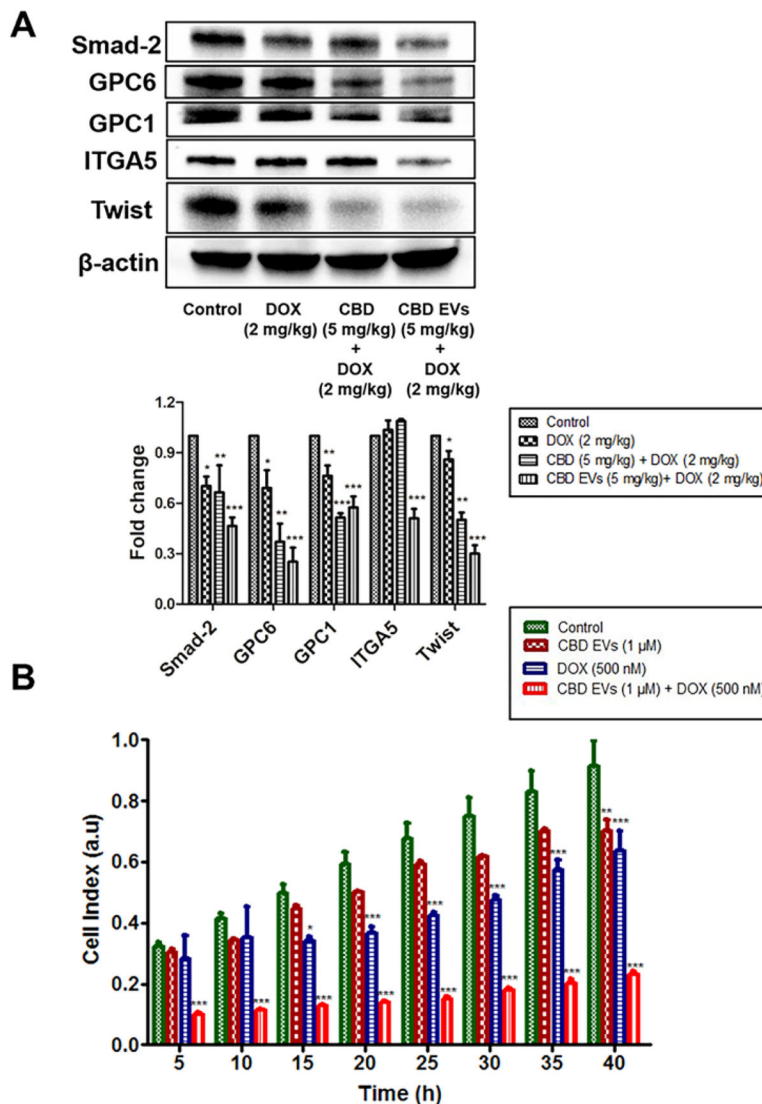 A
Smad-2
GPC6
GPC1
ITGA5
Twist
β-actin
Control
DOX
(2 mg/kg)
CBD
(5 mg/kg)
+
DOX
(2 mg/kg)
CBD EVs
(5 mg/kg)
+
DOX
(2 mg/kg)
Fold change
1.2
0.9
0.6
0.3
0.0
* ** ***
* ** ***
** *** ***
***
* ** ***
Smad-2
GPC6
GPC1
ITGA5
Twist
Control
DOX (2 mg/kg)
CBD (5 mg/kg) + DOX (2 mg/kg)
CBD EVs (5 mg/kg)+ DOX (2 mg/kg)
B
Control
CBD EVs (1 µM)
DOX (500 nM)
CBD EVs (1 µM) + DOX (500 nM)
Cell Index (a.u)
1.0
0.8
0.6
0.4
0.2
0.0
***
***
* ***
*** ***
*** ***
*** ***
*** ***
** *** ***
5 10 15 20 25 30 35 40
Time (h)